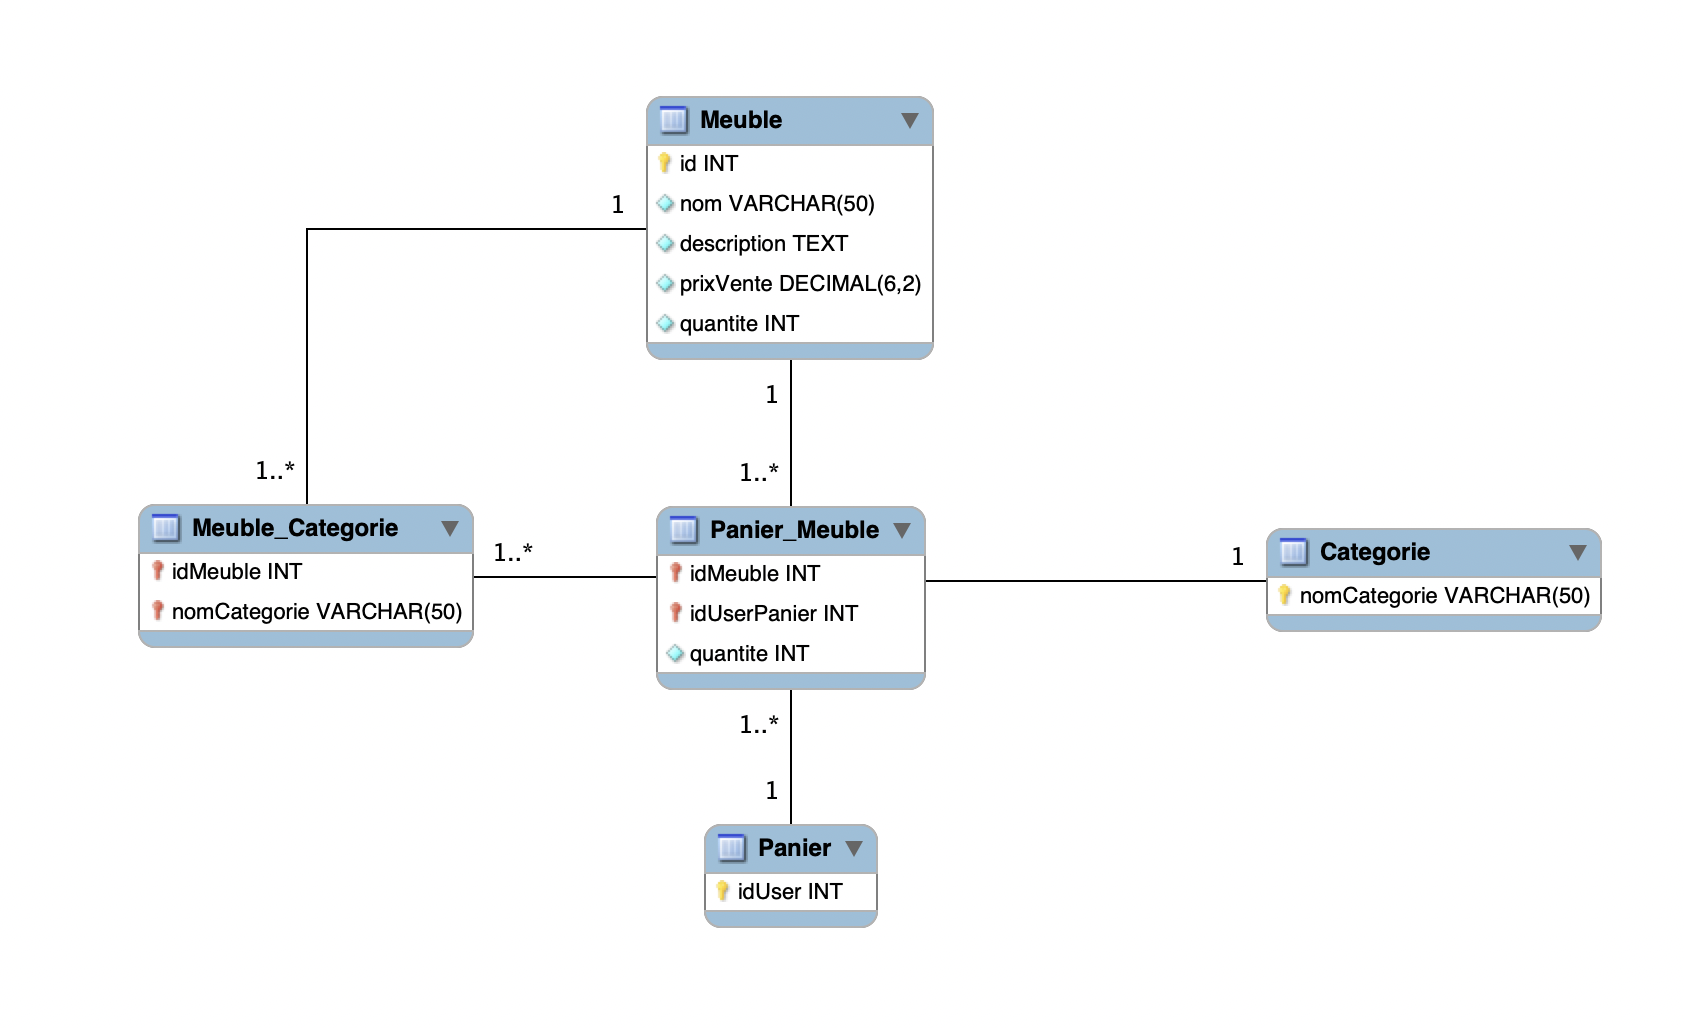 Meuble
id INT
nom VARCHAR(50)
description TEXT
prixVente DECIMAL(6,2)
quantite INT
1
1
1..*
1..*
Meuble_Categorie
idMeuble INT
nomCategorie VARCHAR(50)
1..*
Panier_Meuble
idMeuble INT
idUserPanier INT
quantite INT
1
Categorie
nomCategorie VARCHAR(50)
1..*
1
Panier
idUser INT